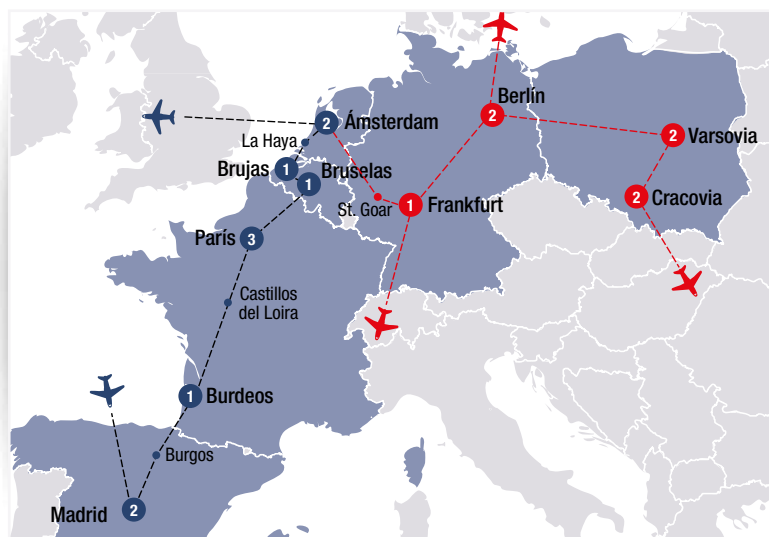 Berlín
2
2
Ámsterdam
2
Varsovia
La Haya
Brujas
1
Bruselas
1
2
Cracovia
St. Goar
1
Frankfurt
París
3
Castillos
del Loira
1
Burdeos
Burgos
Madrid
2